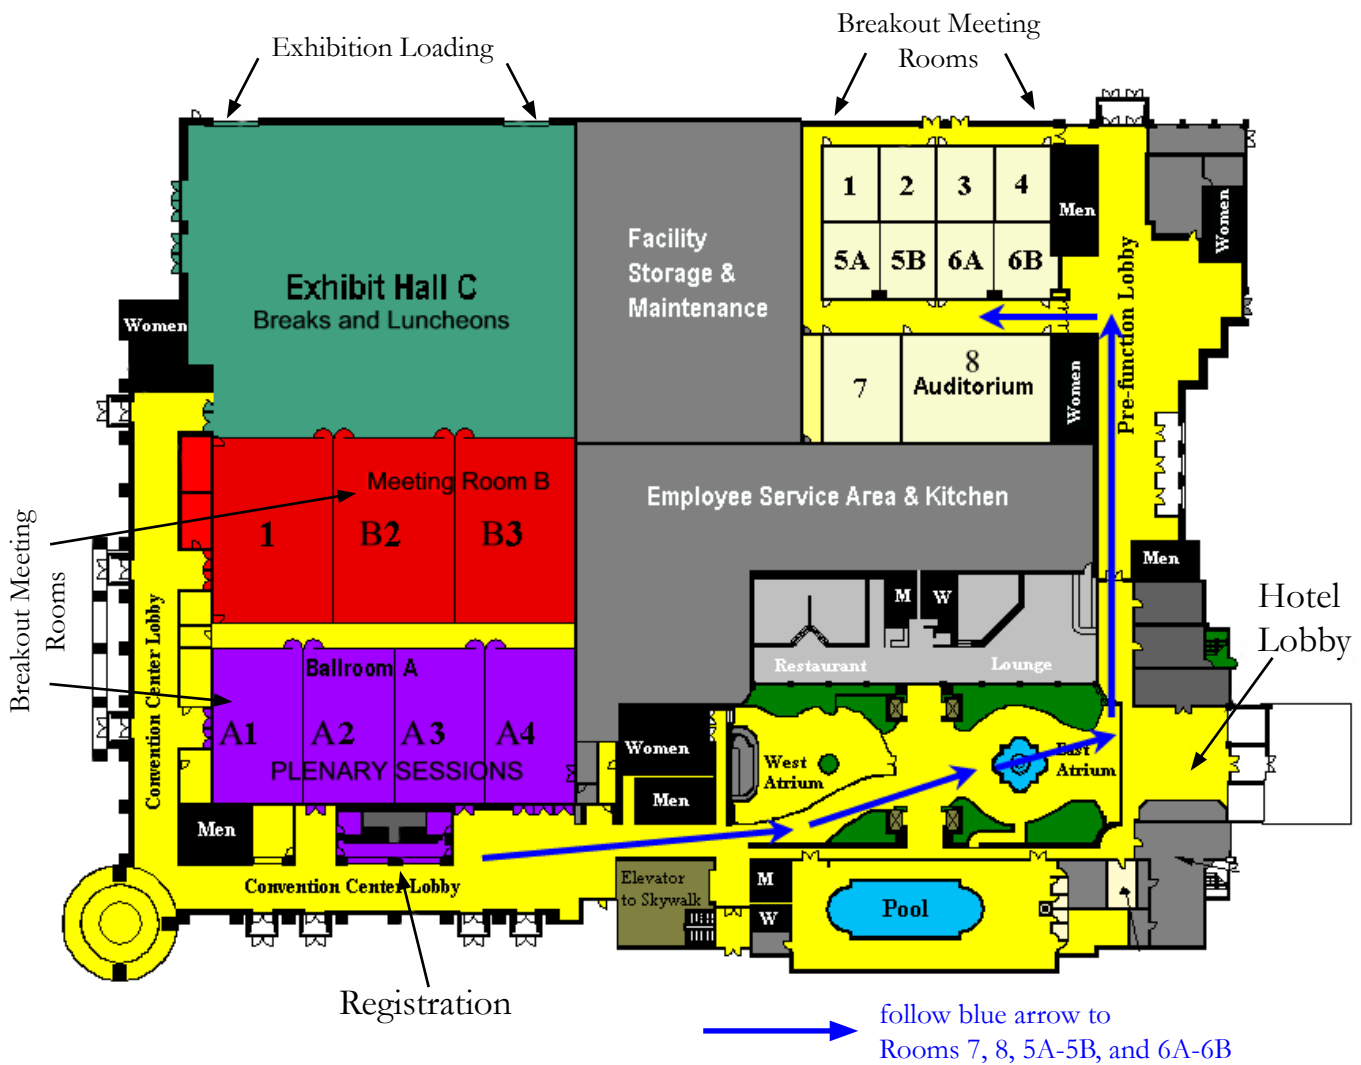 Breakout Meeting
Rooms
Exhibition Loading
1
2
3
4
Men
Women
5A
5B
6A
6B
Facility
Storage &
Maintenance
Exhibit Hall C
Breaks and Luncheons
Women
Pre-function Lobby
7
8
Auditorium
Women
Meeting Room B
1
B2
B3
Employee Service Area & Kitchen
Breakout Meeting
Rooms
Men
Hotel
Lobby
M
W
Restaurant
Lounge
Convention Center Lobby
Ballroom A
A1
A2
A3
A4
PLENARY SESSIONS
Women
Men
West
Atrium
East
Atrium
Men
Convention Center Lobby
Elevator
to Skywalk
M
W
Pool
Registration
follow blue arrow to
Rooms 7, 8, 5A-5B, and 6A-6B